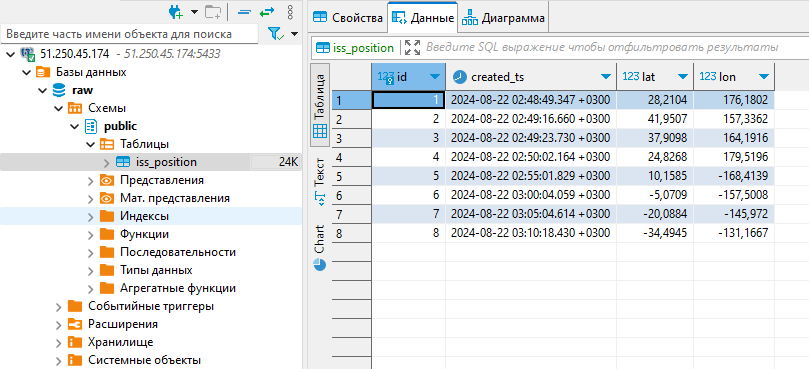 Введите часть имени объекта для поиска
51.250.45.174 - 51.250.45.174:5433
Базы данных
raw
Схемы
public
Таблицы
iss_position 24K
Представления
Мат. представления
Индексы
Функции
Последовательности
Типы данных
Агрегатные функции
Событийные триггеры
Расширения
Хранилище
Системные объекты
Свойства Данные Диаграмма
iss_position Введите SQL выражение чтобы отфильтровать результаты
Таблица
Текст
Chart
123 id created_ts 123 lat 123 lon
1 1 2024-08-22 02:48:49.347 +0300 28,2104 176,1802
2 2 2024-08-22 02:49:16.660 +0300 41,9507 157,3362
3 3 2024-08-22 02:49:23.730 +0300 37,9098 164,1916
4 4 2024-08-22 02:50:02.164 +0300 24,8268 179,5196
5 5 2024-08-22 02:55:01.829 +0300 10,1585 -168,4139
6 6 2024-08-22 03:00:04.059 +0300 -5,0709 -157,5008
7 7 2024-08-22 03:05:04.614 +0300 -20,0884 -145,972
8 8 2024-08-22 03:10:18.430 +0300 -34,4945 -131,1667